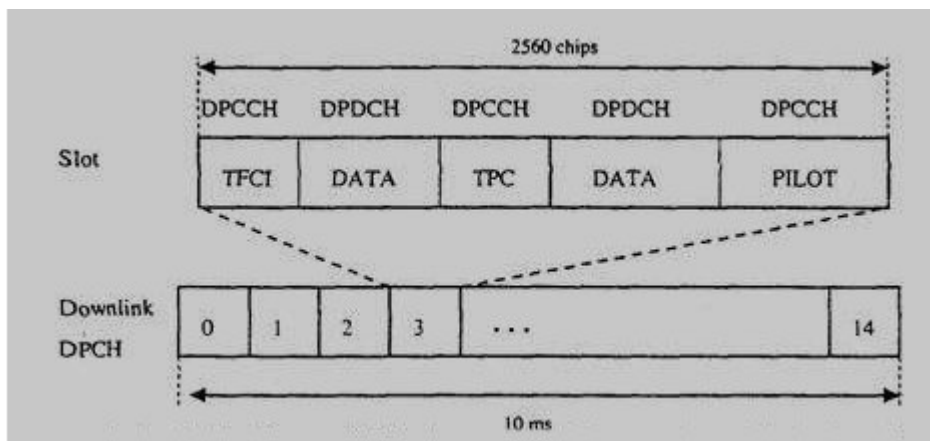 2560 chips
DPCCH DPDCH DPCCH DPDCH DPCCH
Slot
TFCI DATA TPC DATA PILOT
Downlink
DPCH
0 1 2 3 ... 14
10 ms